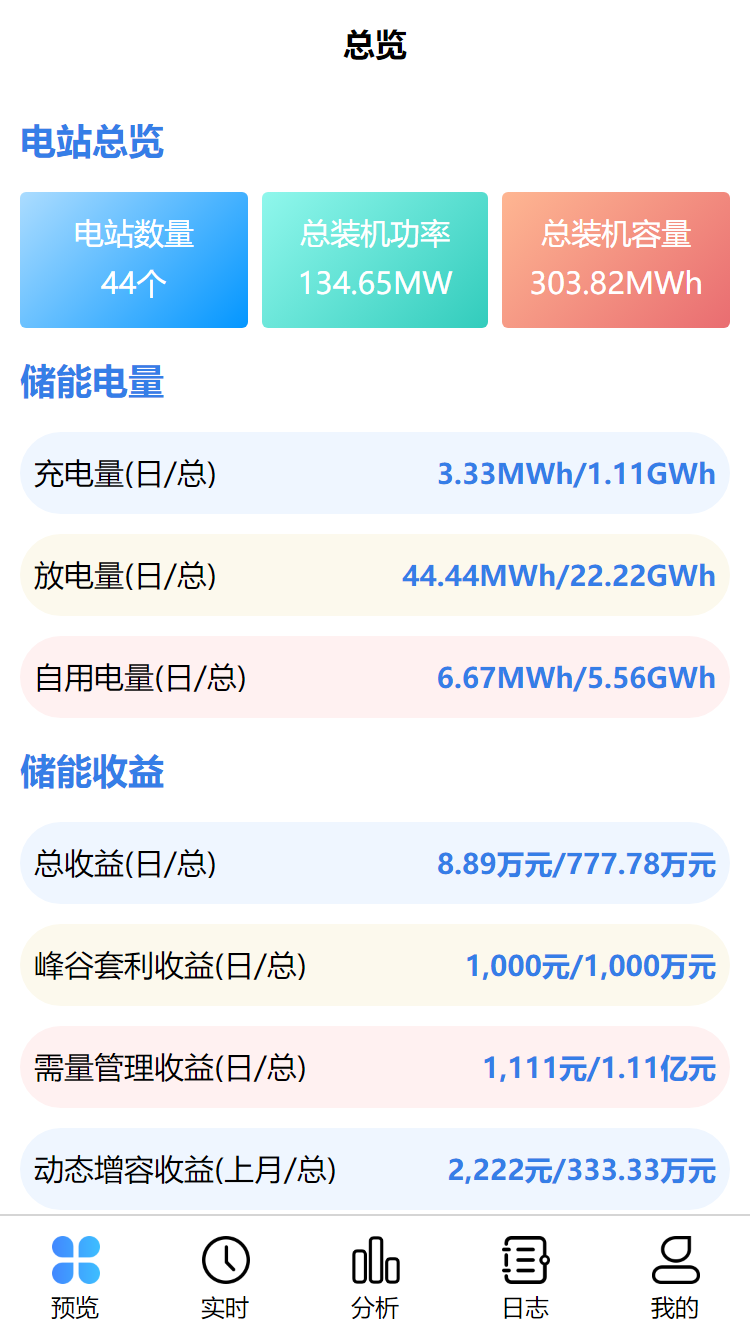 总览
电站总览
电站数量
44个
总装机功率
134.65MW
总装机容量
303.82MWh
储能电量
充电量(日/总) 3.33MWh/1.11GWh
放电量(日/总) 44.44MWh/22.22GWh
自用电量(日/总) 6.67MWh/5.56GWh
储能收益
总收益(日/总) 8.89万元/777.78万元
峰谷套利收益(日/总) 1,000元/1,000万元
需量管理收益(日/总) 1,111元/1.11亿元
动态增容收益(上月/总) 2,222元/333.33万元
预览 实时 分析 日志 我的